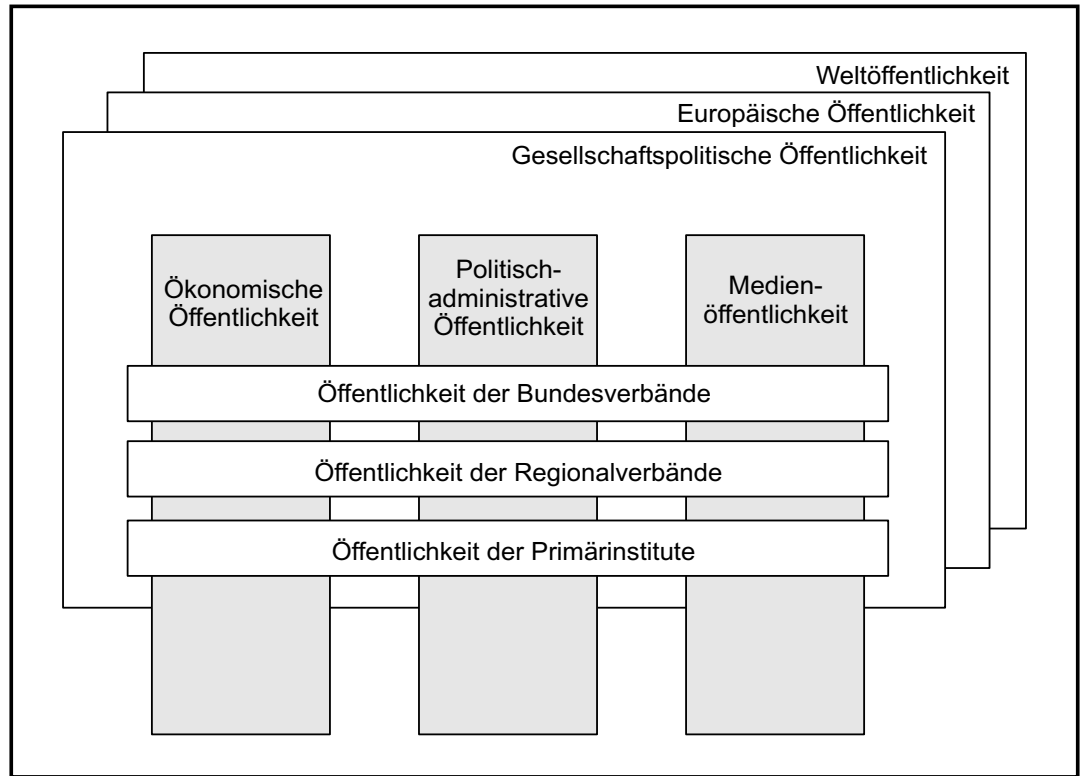 Weltöffentlichkeit
Europäische Öffentlichkeit
Gesellschaftspolitische Öffentlichkeit
Ökonomische
Öffentlichkeit
Politisch-
administrative
Öffentlichkeit
Medien-
öffentlichkeit
Öffentlichkeit der Bundesverbände
Öffentlichkeit der Regionalverbände
Öffentlichkeit der Primärinstitute